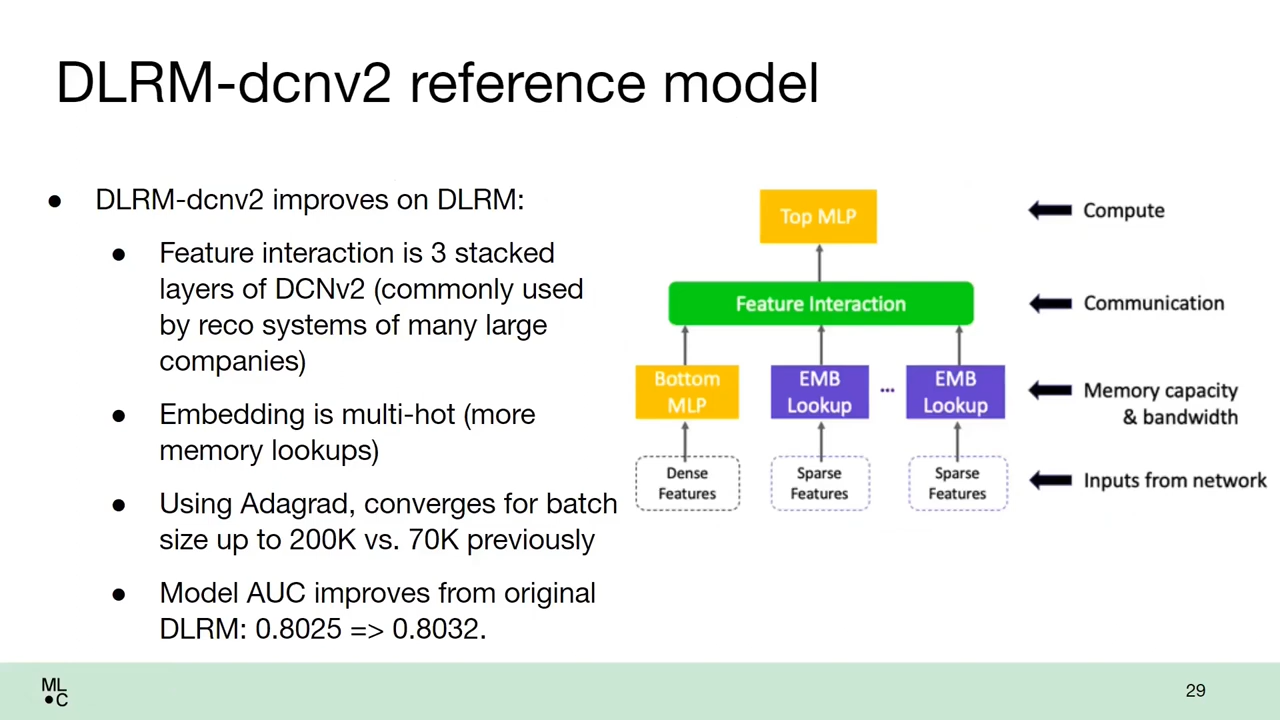 DLRM-dcnv2 reference model
● DLRM-dcnv2 improves on DLRM:
● Feature interaction is 3 stacked
layers of DCNv2 (commonly used
by reco systems of many large
companies)
● Embedding is multi-hot (more
memory lookups)
● Using Adagrad, converges for batch
size up to 200K vs. 70K previously
● Model AUC improves from original
DLRM: 0.8025 => 0.8032.
Top MLP
Compute
Feature Interaction
Communication
Bottom
MLP
EMB
Lookup
...
EMB
Lookup
Memory capacity
& bandwidth
Dense
Features
Sparse
Features
Sparse
Features
Inputs from network
ML
C
29